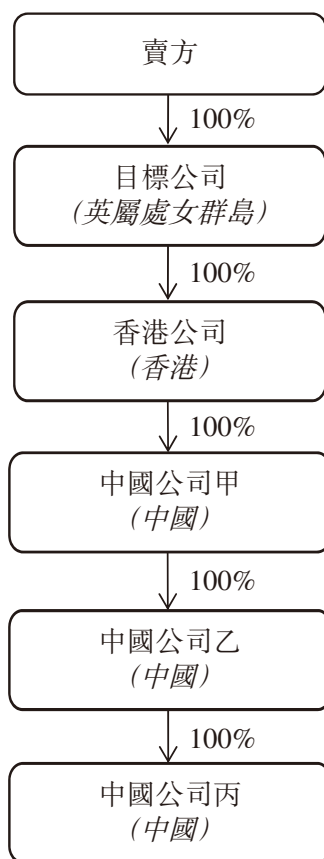 賣方
100%
目標公司
(英屬處女群島)
100%
香港公司
(香港)
100%
中國公司甲
(中國)
100%
中國公司乙
(中國)
100%
中國公司丙
(中國)